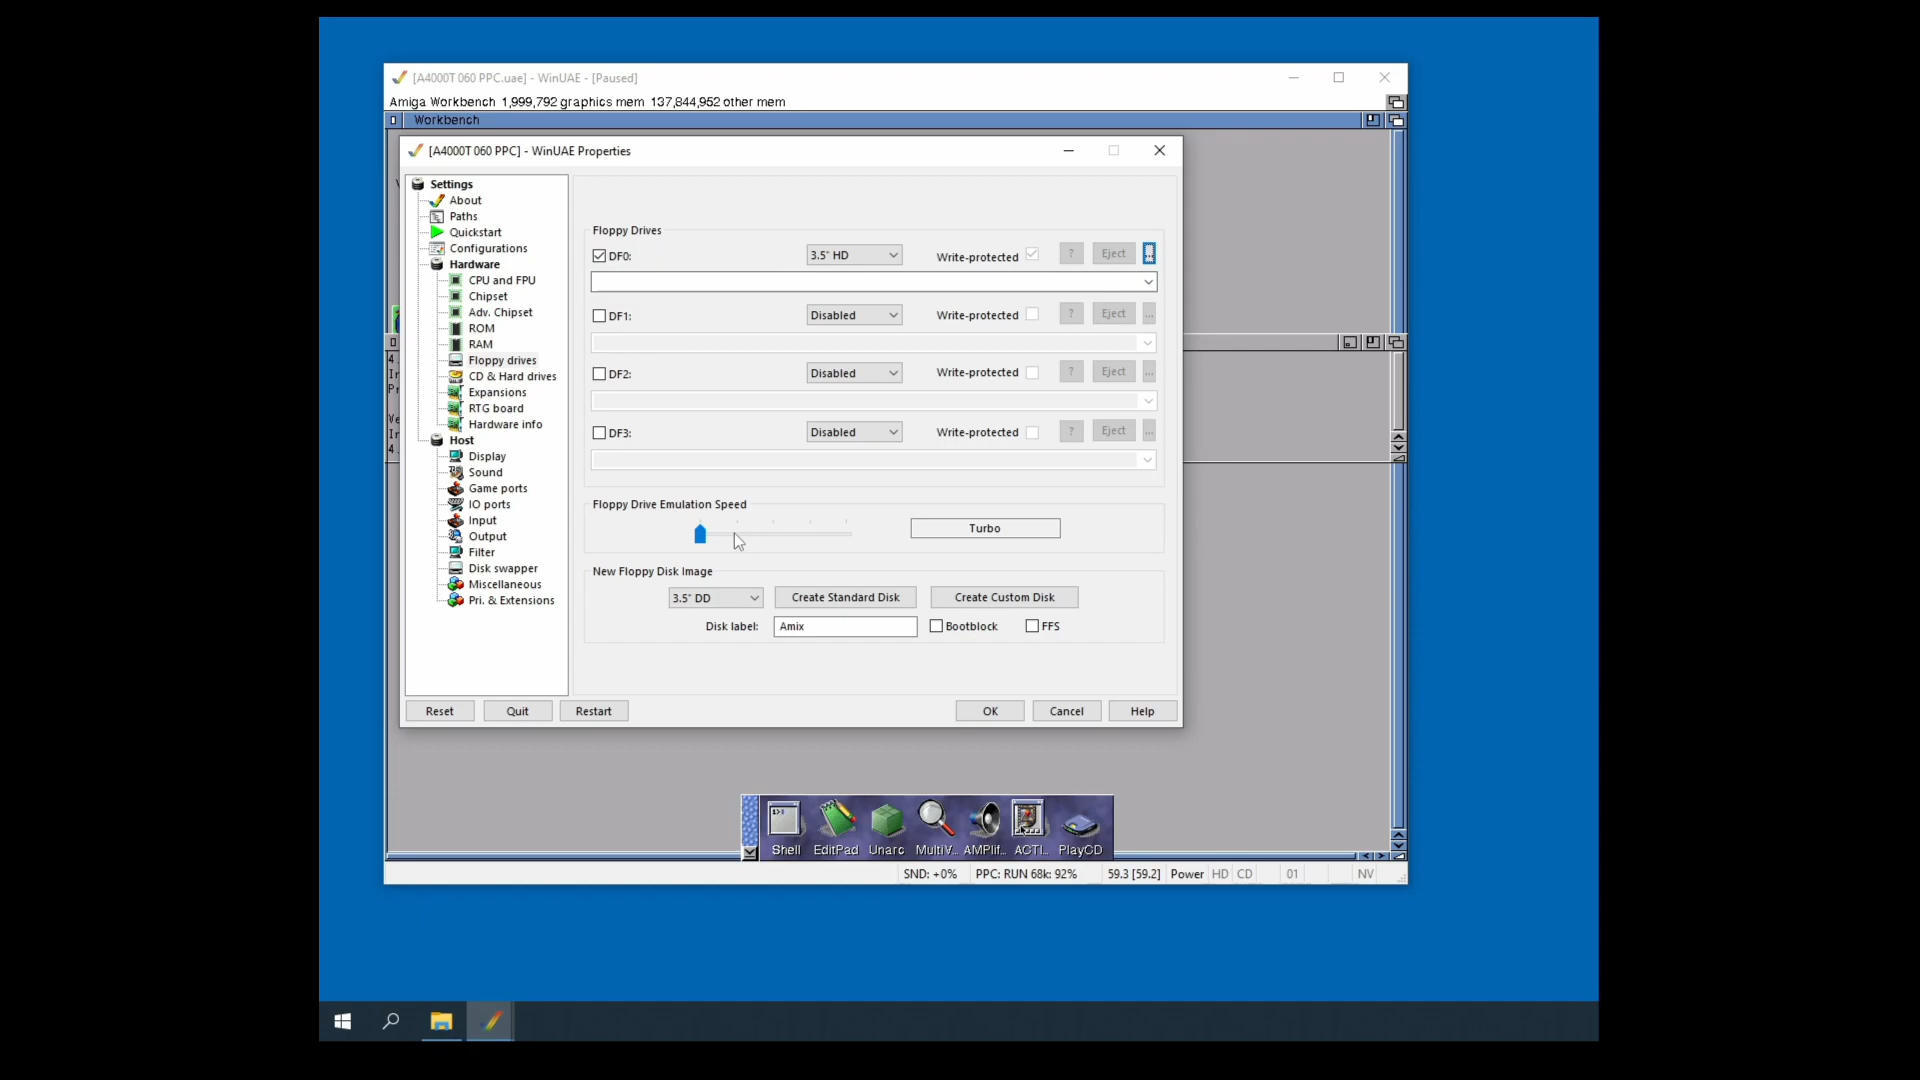 [A4000T 060 PPC.uae] - WinUAE - [Paused]
Amiga Workbench 1,999,792 graphics mem 137,844,952 other mem
Workbench
[A4000T 060 PPC] - WinUAE Properties
Settings
About
Paths
Quickstart
Configurations
Hardware
CPU and FPU
Chipset
Adv. Chipset
ROM
RAM
Floppy drives
CD & Hard drives
Expansions
RTG board
Hardware info
Host
Display
Sound
Game ports
IO ports
Input
Output
Filter
Disk swapper
Miscellaneous
Pri. & Extensions
Floppy Drives
DF0: 3.5" HD Write-protected ? Eject ...
DF1: Disabled Write-protected ? Eject ...
DF2: Disabled Write-protected ? Eject ...
DF3: Disabled Write-protected ? Eject ...
Floppy Drive Emulation Speed
Turbo
New Floppy Disk Image
3.5" DD Create Standard Disk Create Custom Disk
Disk label: Amix Bootblock FFS
Reset Quit Restart OK Cancel Help
4.
In
Pr
Ve
In
4.
Shell EditPad Unarc MultiV... AMPlif... ACTI... PlayCD
SND: +0% PPC: RUN 68k: 92% 59.3 [59.2] Power HD CD 01 NV